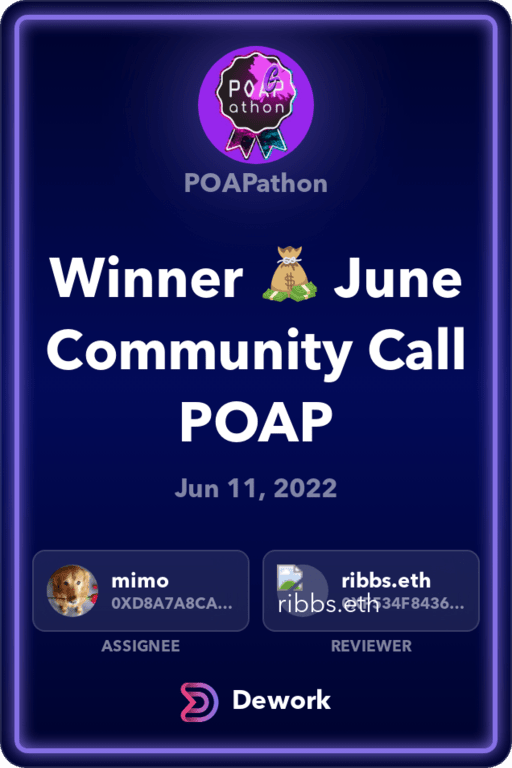 POAP
athon
POAPathon
Winner 💰 June
Community Call
POAP
Jun 11, 2022
mimo
0XD8A7A8CA...
ribbs.eth
ribbs.eth
534F8436...
ASSIGNEE
REVIEWER
Dework